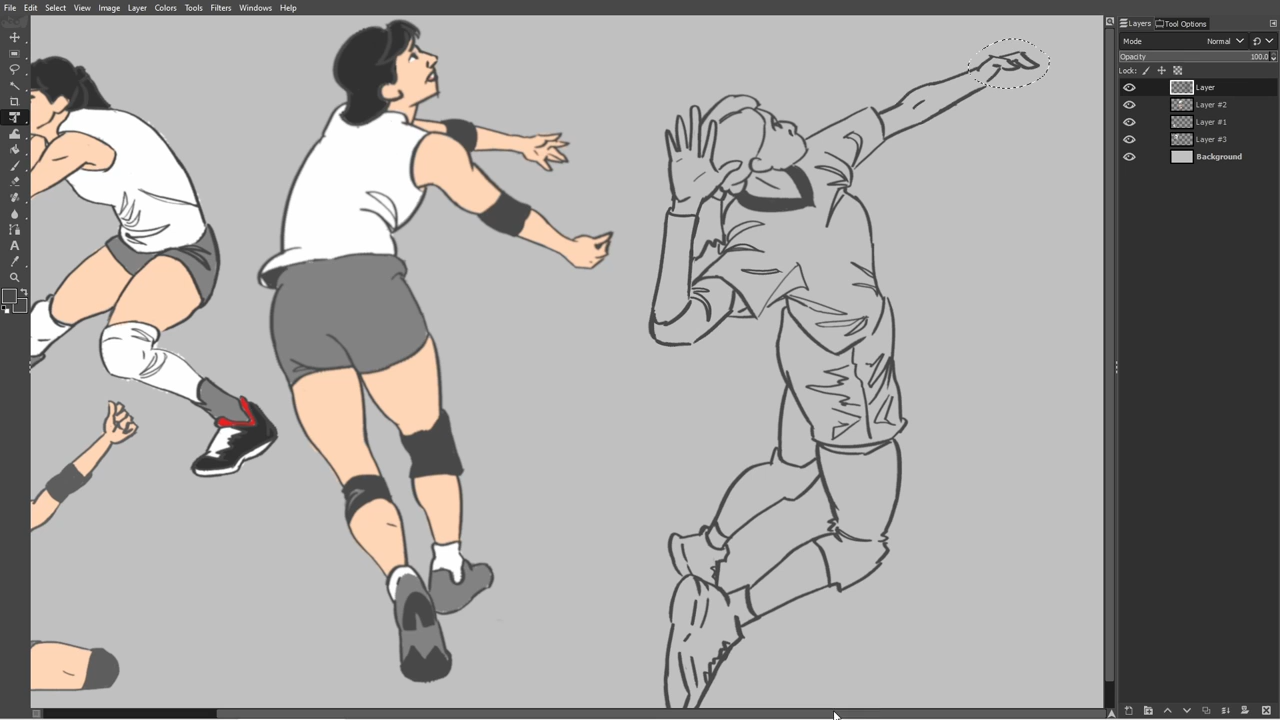 File Edit Select View Image Layer Colors Tools Filters Windows Help
Layers Tool Options
Mode Normal
Opacity 100.0
Lock:
Layer
Layer #2
Layer #1
Layer #3
Background